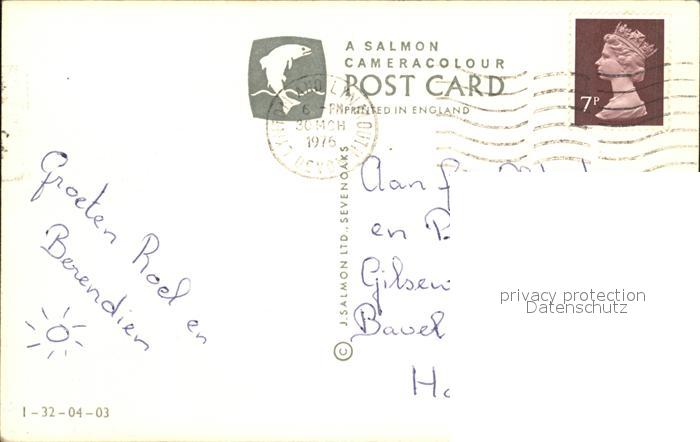 A SALMON
CAMERACOLOUR
POST CARD
PRINTED IN ENGLAND
7P
6 - PM
30 MCH
1976
Groeten Roel en
Berendien
© J. SALMON LTD., SEVENOAKS
Aan
en
Gilsen
Bavel
privacy protection
Datenschutz
1-32-04-03